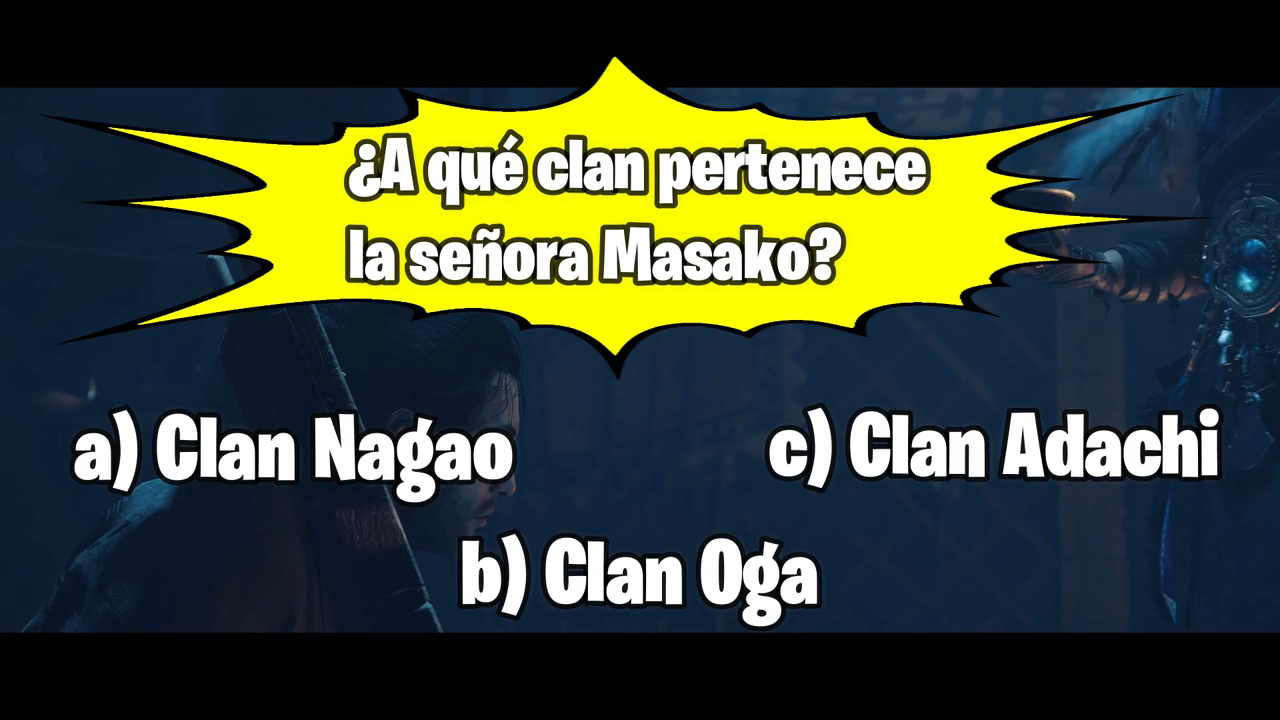 ¿A qué clan pertenece
la señora Masako?
a) Clan Nagao
c) Clan Adachi
b) Clan Oga